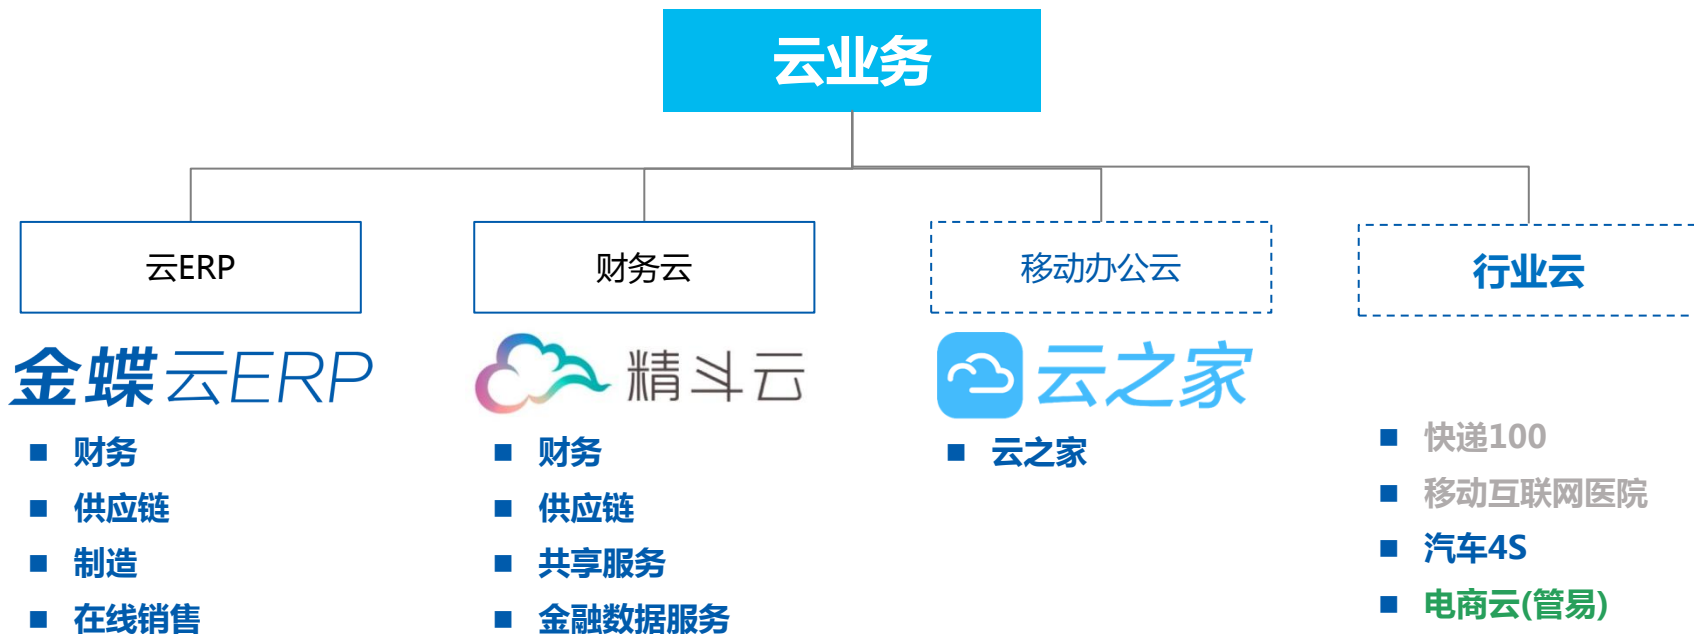 云业务
云ERP
财务云
移动办公云
行业云
金蝶云ERP
精斗云
云之家
财务
供应链
制造
在线销售
财务
供应链
共享服务
金融数据服务
云之家
快递100
移动互联网医院
汽车4S
电商云(管易)